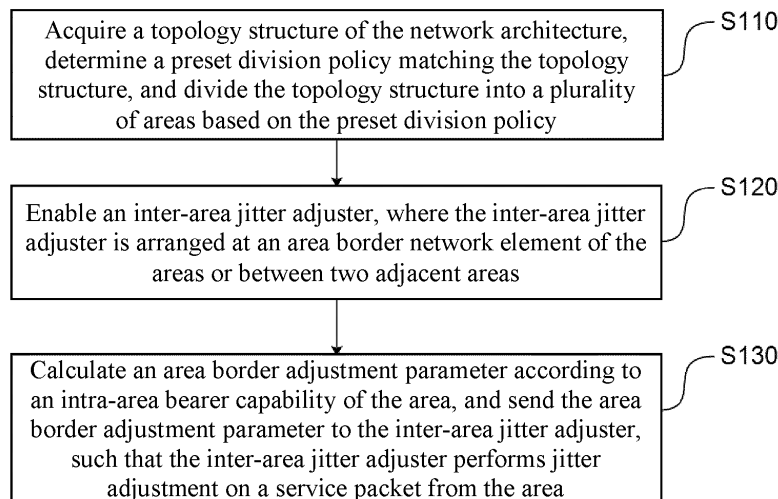 Acquire a topology structure of the network architecture,
determine a preset division policy matching the topology
structure, and divide the topology structure into a plurality
of areas based on the preset division policy
S110
Enable an inter-area jitter adjuster, where the inter-area jitter
adjuster is arranged at an area border network element of the
areas or between two adjacent areas
S120
Calculate an area border adjustment parameter according to
an intra-area bearer capability of the area, and send the area
border adjustment parameter to the inter-area jitter adjuster,
such that the inter-area jitter adjuster performs jitter
adjustment on a service packet from the area
S130